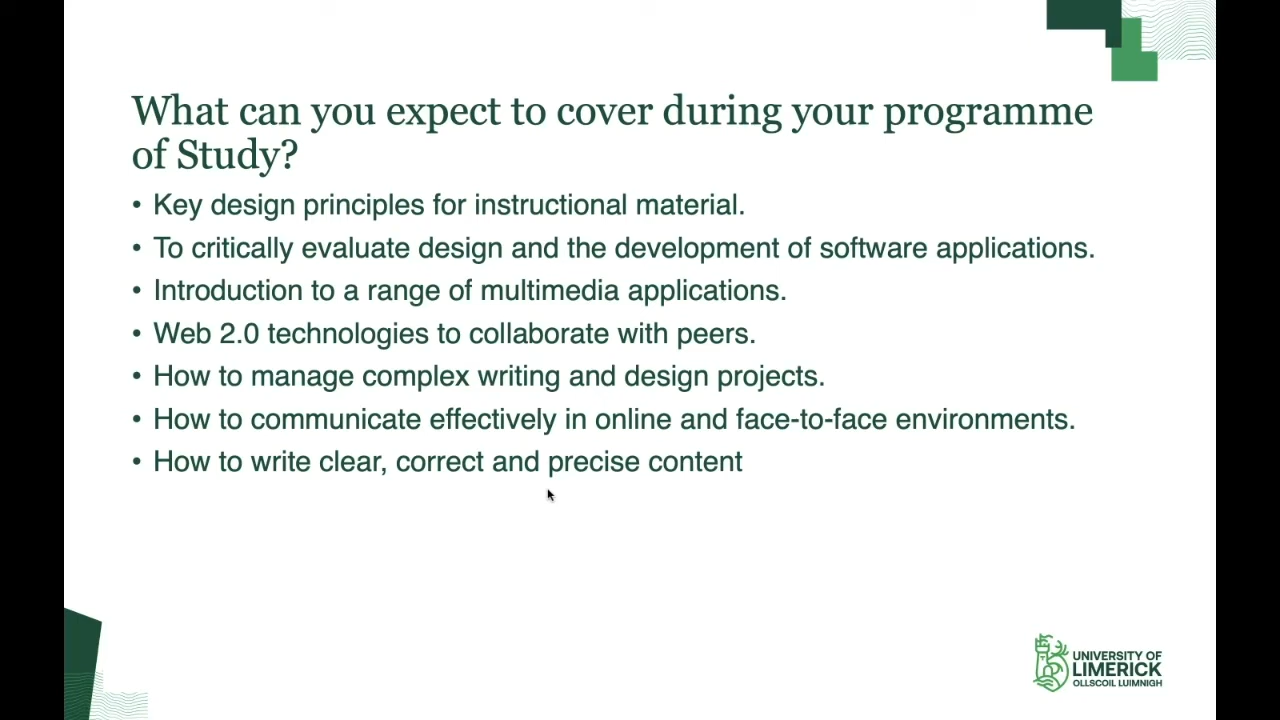 What can you expect to cover during your programme
of Study?
• Key design principles for instructional material.
• To critically evaluate design and the development of software applications.
• Introduction to a range of multimedia applications.
• Web 2.0 technologies to collaborate with peers.
• How to manage complex writing and design projects.
• How to communicate effectively in online and face-to-face environments.
• How to write clear, correct and precise content
UNIVERSITY OF
LIMERICK
OLLSCOIL LUIMNIGH